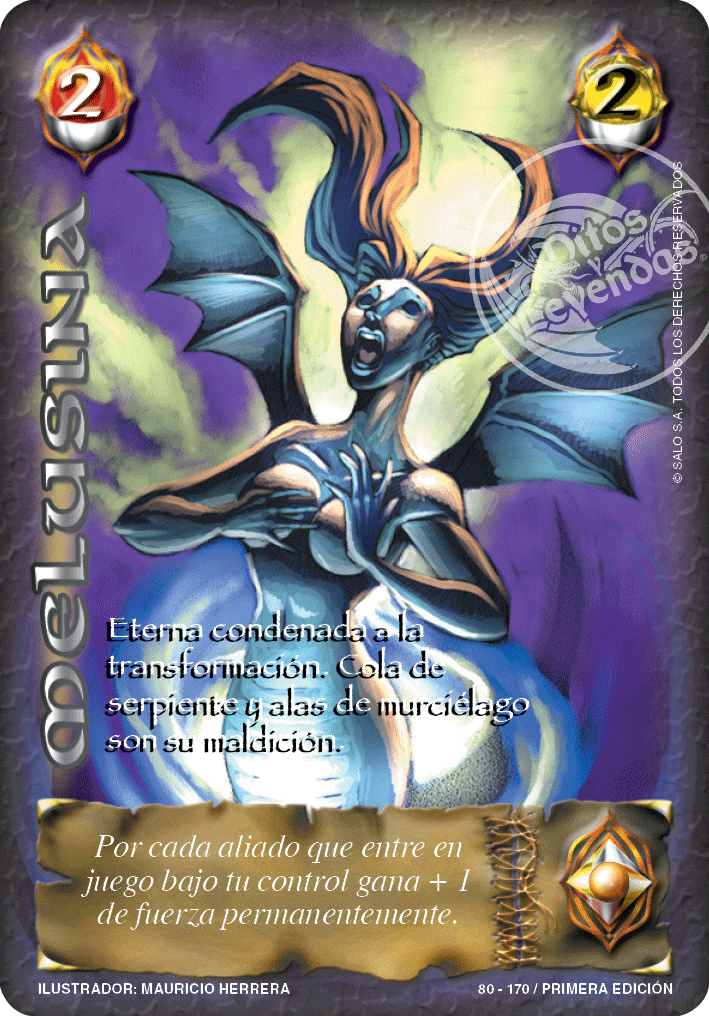 2
2
Melusina
Mitos
y
Leyendas
®
© SALO S.A. TODOS LOS DERECHOS RESERVADOS
Eterna condenada a la
transformación. Cola de
serpiente y alas de murciélago
son su maldición.
Por cada aliado que entre en
juego bajo tu control gana + 1
de fuerza permanentemente.
ILUSTRADOR: MAURICIO HERRERA
80 - 170 / PRIMERA EDICIÓN